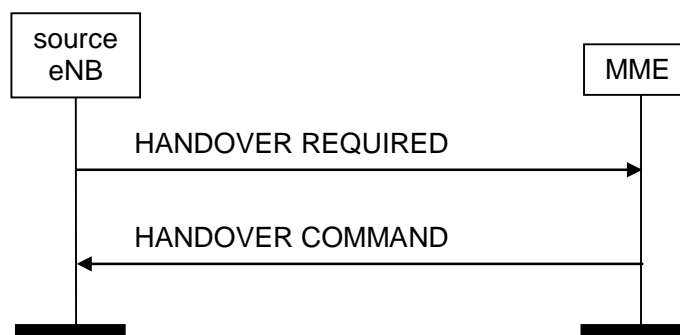 source
eNB
MME
HANDOVER REQUIRED
HANDOVER COMMAND